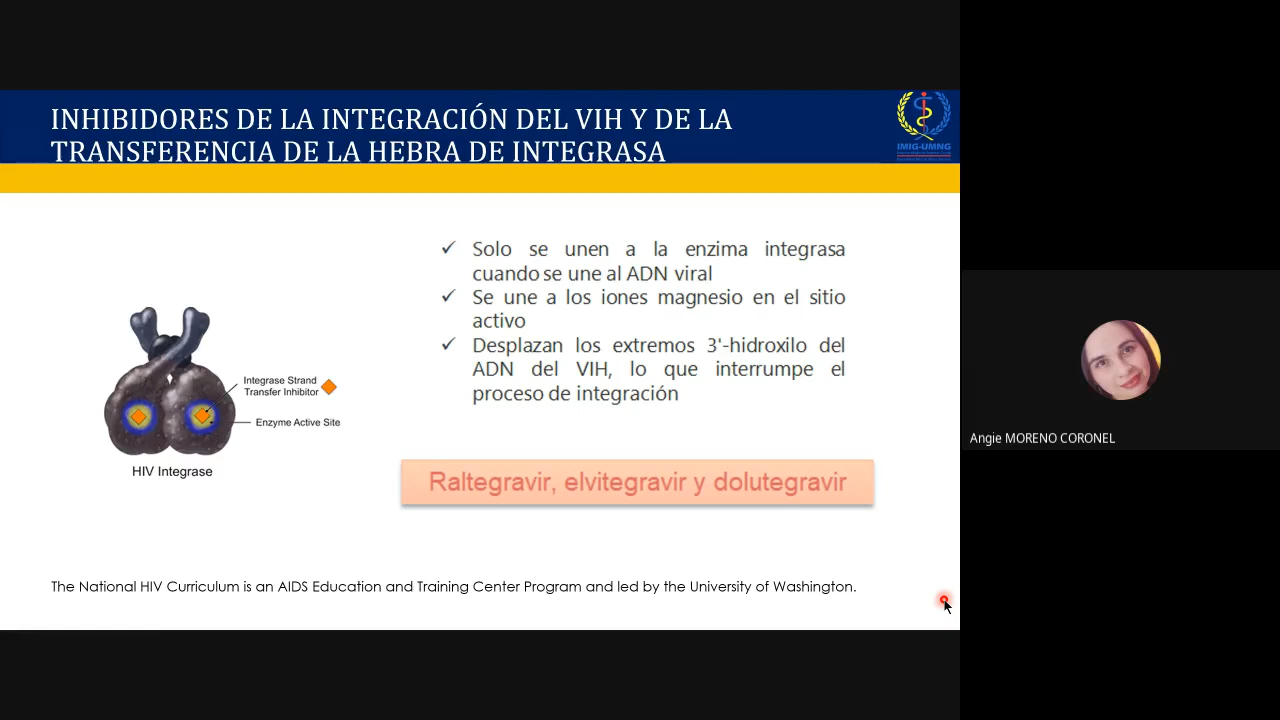 INHIBIDORES DE LA INTEGRACIÓN DEL VIH Y DE LA
TRANSFERENCIA DE LA HEBRA DE INTEGRASA
IMIG-UMNG
✓ Solo se unen a la enzima integrasa
cuando se une al ADN viral
✓ Se une a los iones magnesio en el sitio
activo
✓ Desplazan los extremos 3'-hidroxilo del
ADN del VIH, lo que interrumpe el
proceso de integración
Integrase Strand
Transfer Inhibitor
Enzyme Active Site
HIV Integrase
Raltegravir, elvitegravir y dolutegravir
The National HIV Curriculum is an AIDS Education and Training Center Program and led by the University of Washington.
Angie MORENO CORONEL